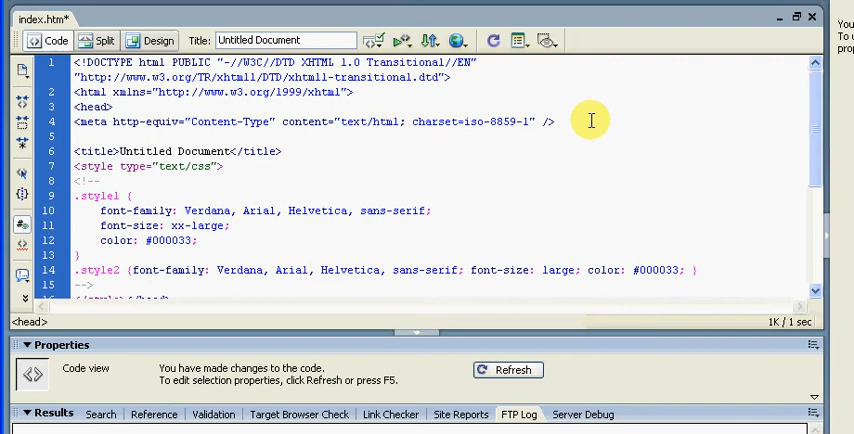 index.htm*
Code Split Design Title: Untitled Document
1 <!DOCTYPE html PUBLIC "-//W3C//DTD XHTML 1.0 Transitional//EN"
"http://www.w3.org/TR/xhtml1/DTD/xhtml1-transitional.dtd">
2 <html xmlns="http://www.w3.org/1999/xhtml">
3 <head>
4 <meta http-equiv="Content-Type" content="text/html; charset=iso-8859-1" />
5
6 <title>Untitled Document</title>
7 <style type="text/css">
8 <!--
9 .style1 {
10 font-family: Verdana, Arial, Helvetica, sans-serif;
11 font-size: xx-large;
12 color: #000033;
13 }
14 .style2 {font-family: Verdana, Arial, Helvetica, sans-serif; font-size: large; color: #000033; }
15 -->
16 </style></head>
<head> 1K / 1 sec
Properties
Code view You have made changes to the code.
To edit selection properties, click Refresh or press F5.
Refresh
Results Search Reference Validation Target Browser Check Link Checker Site Reports FTP Log Server Debug
You
To u
prop